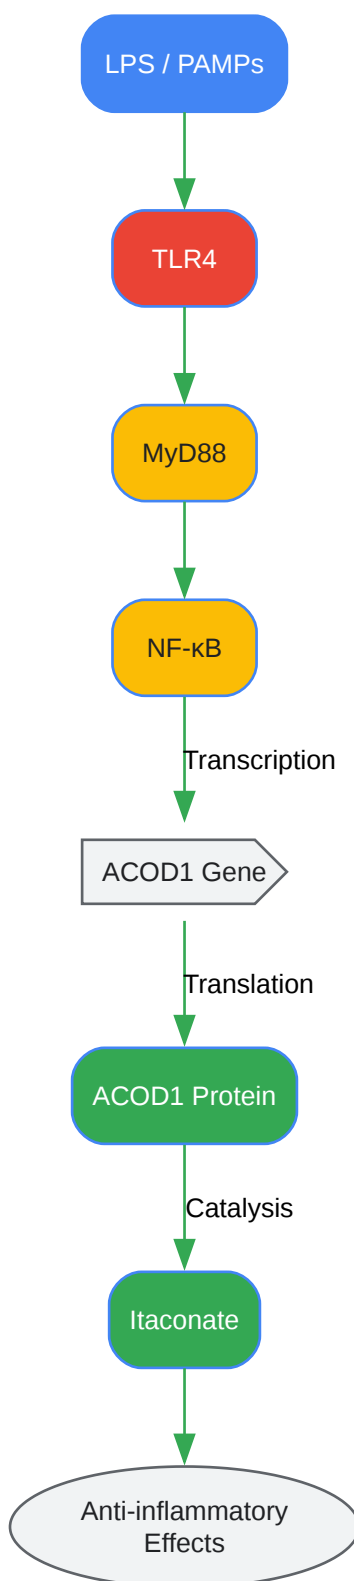 LPS / PAMPs
TLR4
MyD88
NF-κB
Transcription
ACOD1 Gene
Translation
ACOD1 Protein
Catalysis
Itaconate
Anti-inflammatory
Effects